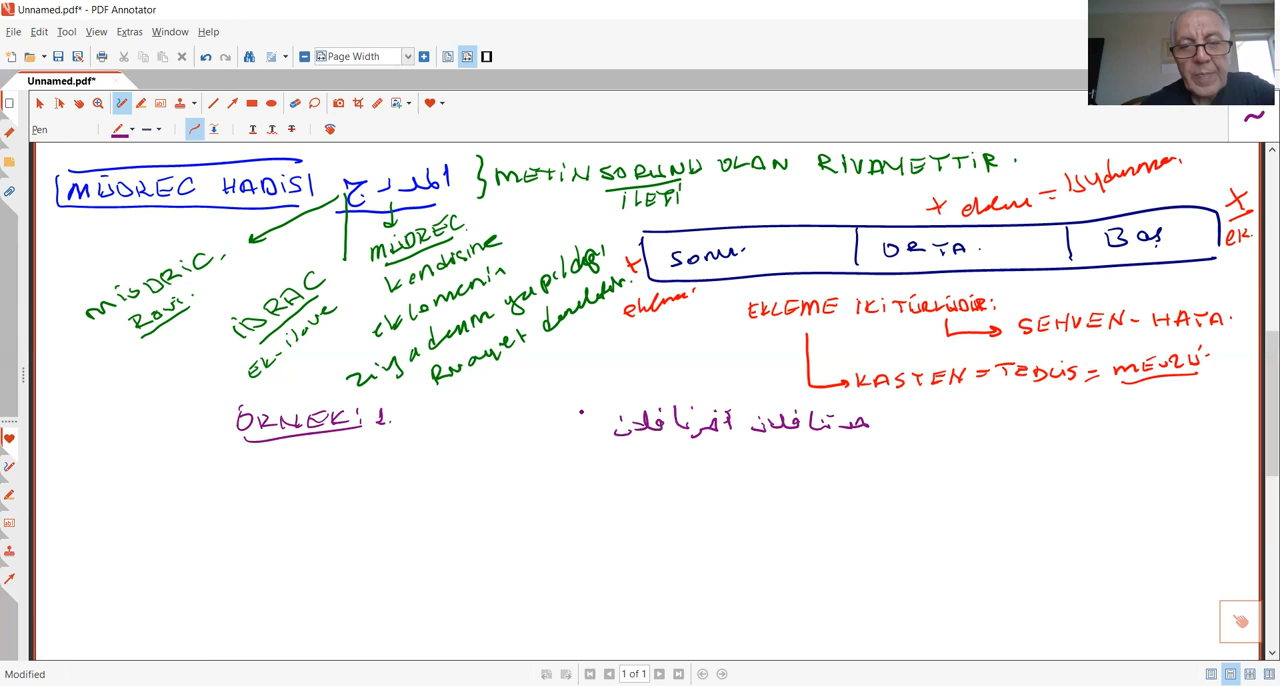 Unnamed.pdf* - PDF Annotator
File Edit Tool View Extras Window Help
Page Width
Unnamed.pdf*
Pen
MÜDREC HADİSİ المدرج } METİN SORUNU OLAN RİVAYETTİR.
İLETİ
+ ekleme = Uydurma.
+
ek.
SONU. ORTA. BAŞ
+
ekleme.
MÜDRİC.
Ravi.
İDRAC
ek-ilave
MÜDREC
kendisine
eklemenin
ziyadenin yapıldığı
Rivayet denilir.
EKLEME İKİ TÜRLÜDÜR:
SEHVEN-HATA.
KASTEN = TEDLİS = MEVZÛ.
ÖRNEKİ 1.
حدثنا فلان أخبرنا فلان
Modified
1 of 1